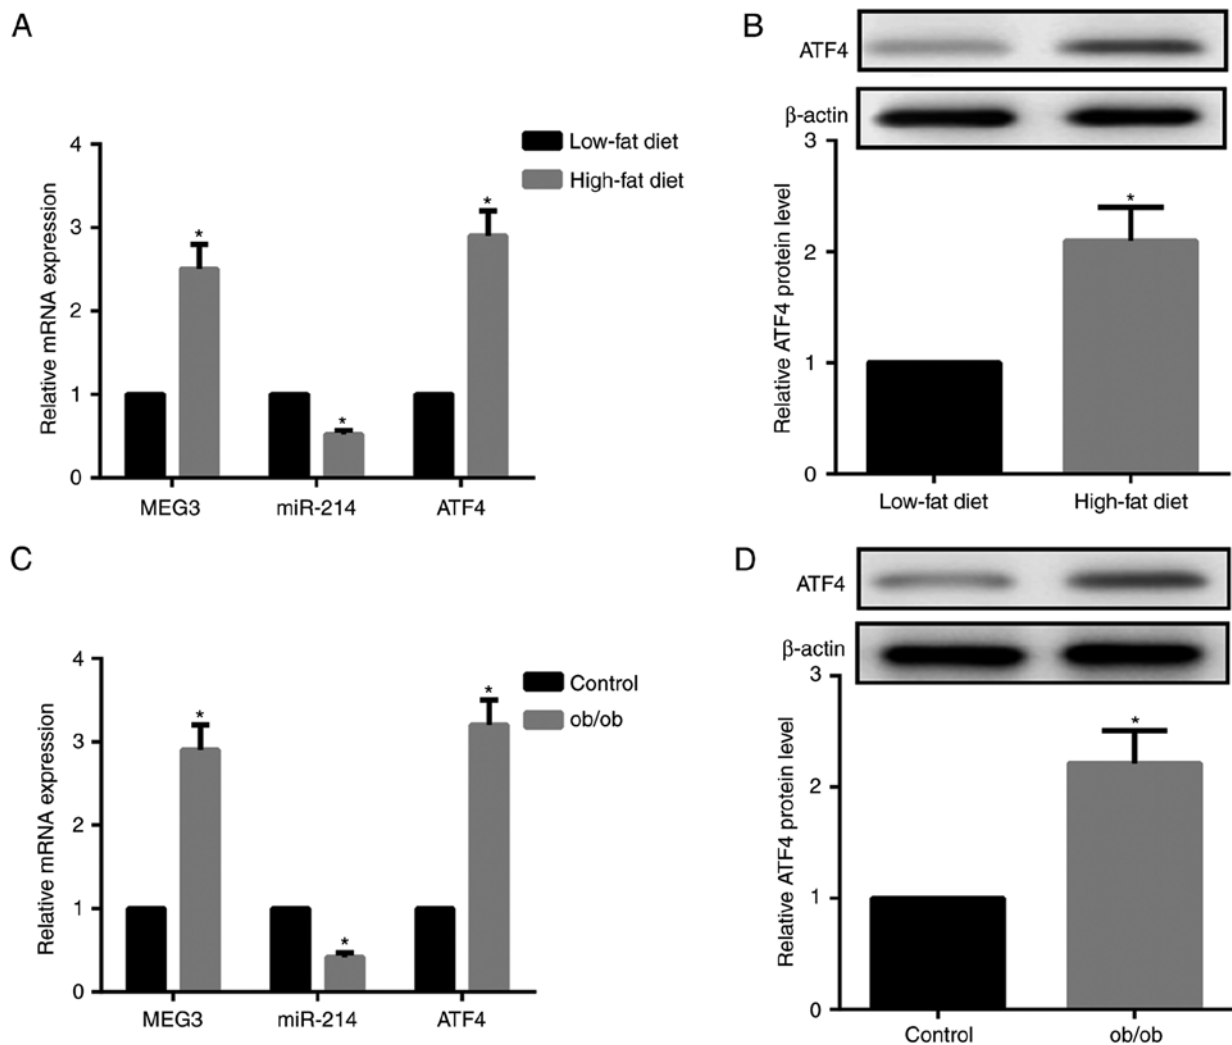 A
Relative mRNA expression
4
3
2
1
0
*
*
*
MEG3 miR-214 ATF4
Low-fat diet
High-fat diet
B
ATF4
β-actin
Relative ATF4 protein level
3
2
1
0
*
Low-fat diet High-fat diet
C
Relative mRNA expression
4
3
2
1
0
*
*
*
MEG3 miR-214 ATF4
Control
ob/ob
D
ATF4
β-actin
Relative ATF4 protein level
3
2
1
0
*
Control ob/ob